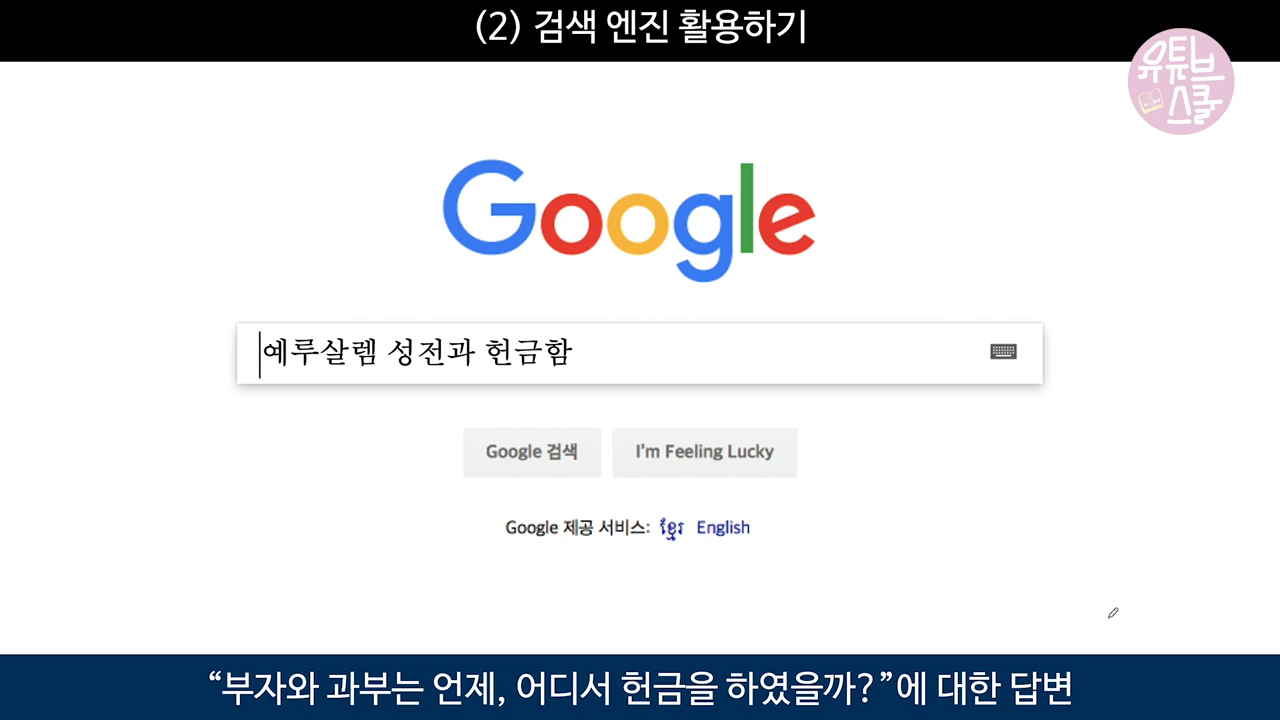 (2) 검색 엔진 활용하기
유튜브
스쿨
Google
예루살렘 성전과 헌금함
Google 검색
I'm Feeling Lucky
Google 제공 서비스: ខ្មែរ English
“부자와 과부는 언제, 어디서 헌금을 하였을까?”에 대한 답변